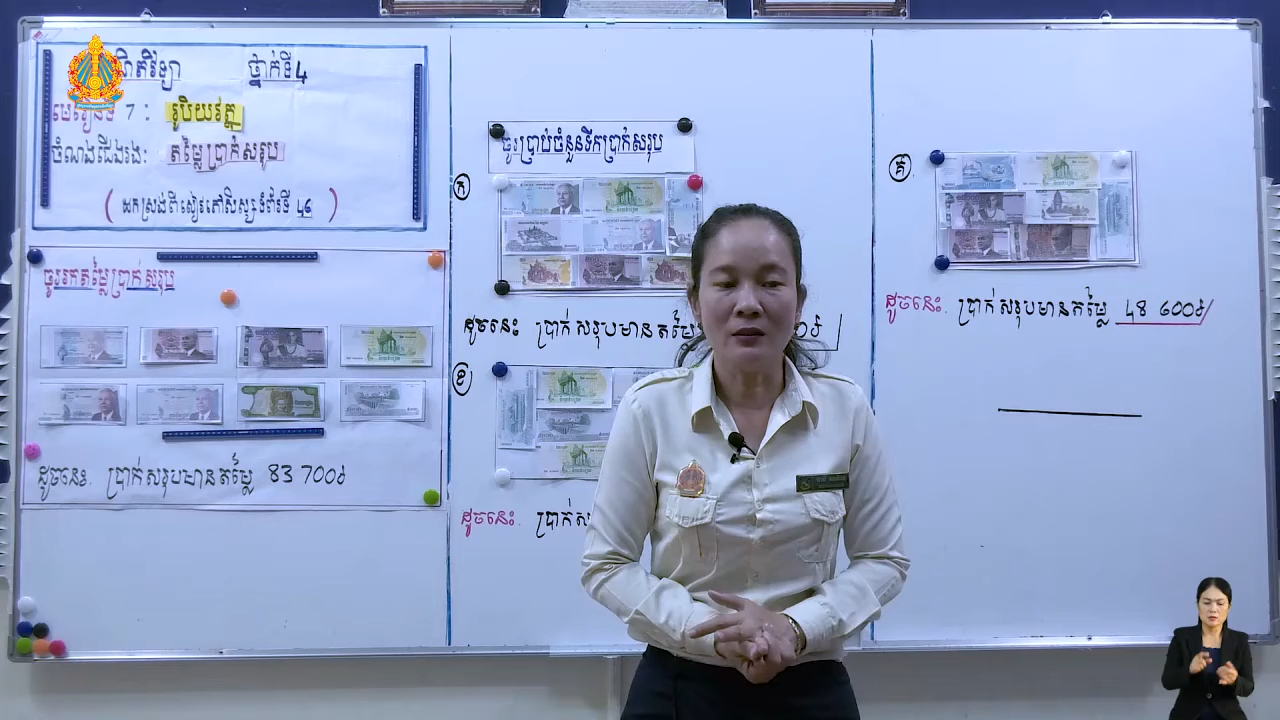 គណិតវិទ្យា ថ្នាក់ទី4
មេរៀនទី 7 : រូបិយវត្ថុ
ចំណងជើងរង: តម្លៃប្រាក់សរុប
(ដកស្រង់ពីសៀវភៅសិស្សទំព័រទី 46)
ចូររកតម្លៃប្រាក់សរុប
ដូចនេះ ប្រាក់សរុបមានតម្លៃ 83 700៛
ចូរប្រាប់ចំនួនទឹកប្រាក់សរុប
ក
ដូចនេះ ប្រាក់សរុបមានតម្លៃ
ខ
ដូចនេះ
គ
ដូចនេះ ប្រាក់សរុបមានតម្លៃ 48 600៛